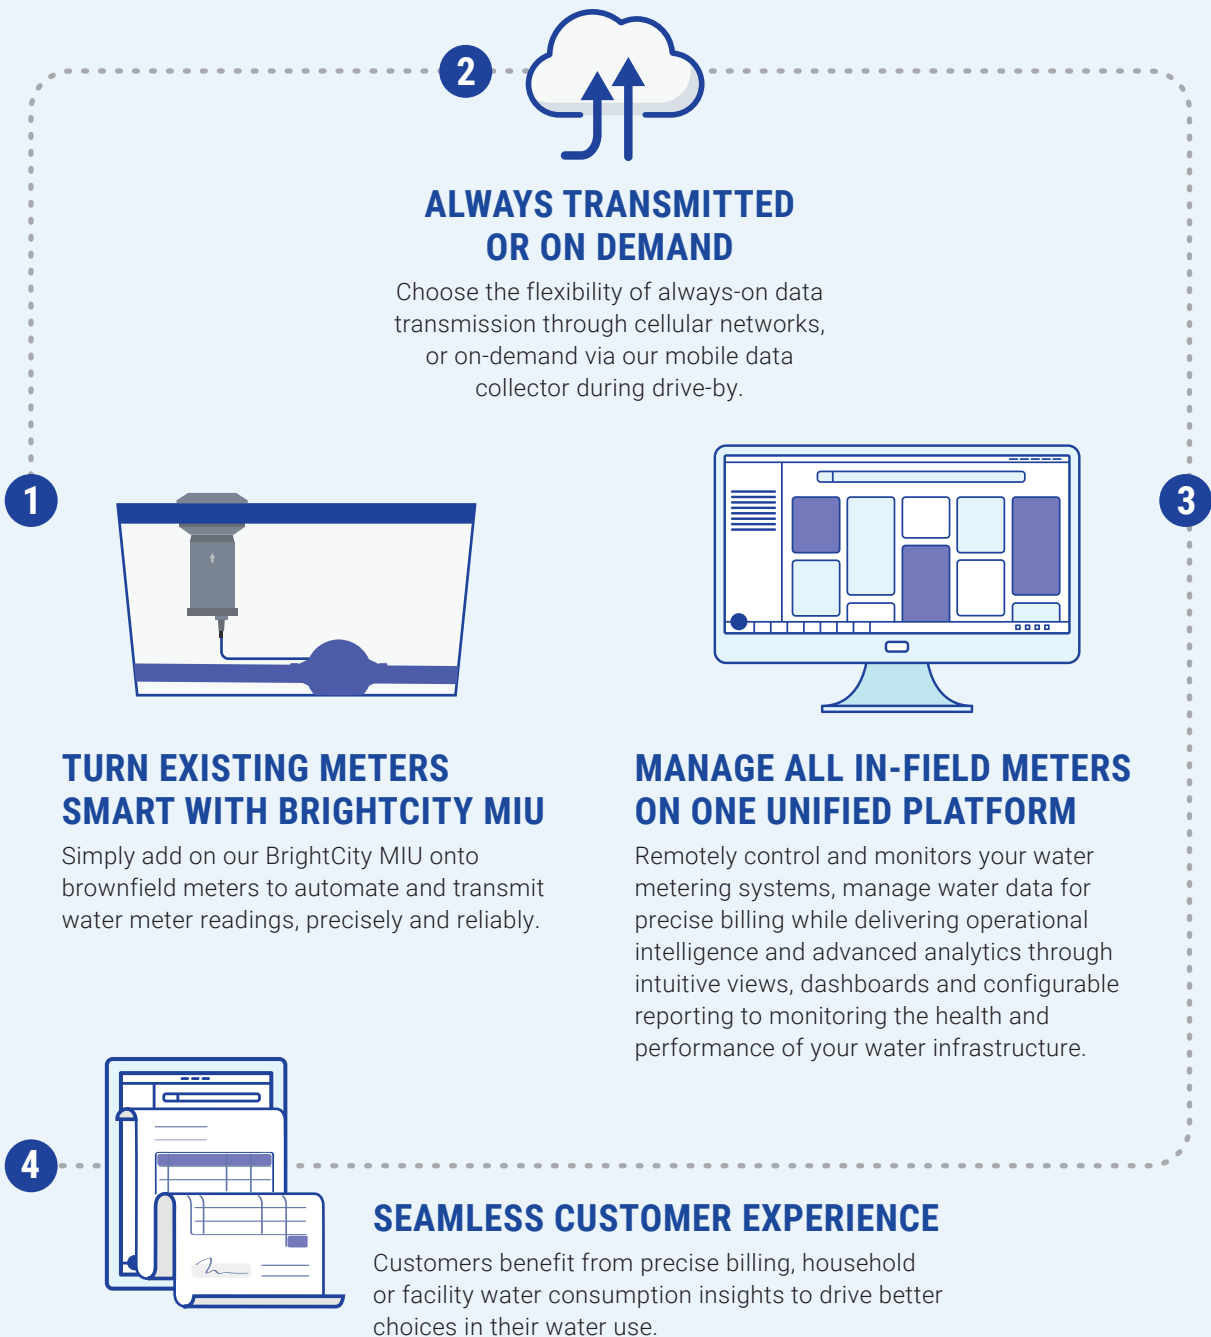 2
ALWAYS TRANSMITTED
OR ON DEMAND
Choose the flexibility of always-on data
transmission through cellular networks,
or on-demand via our mobile data
collector during drive-by.
1
TURN EXISTING METERS
SMART WITH BRIGHTCITY MIU
Simply add on our BrightCity MIU onto
brownfield meters to automate and transmit
water meter readings, precisely and reliably.
3
MANAGE ALL IN-FIELD METERS
ON ONE UNIFIED PLATFORM
Remotely control and monitors your water
metering systems, manage water data for
precise billing while delivering operational
intelligence and advanced analytics through
intuitive views, dashboards and configurable
reporting to monitoring the health and
performance of your water infrastructure.
4
SEAMLESS CUSTOMER EXPERIENCE
Customers benefit from precise billing, household
or facility water consumption insights to drive better
choices in their water use.